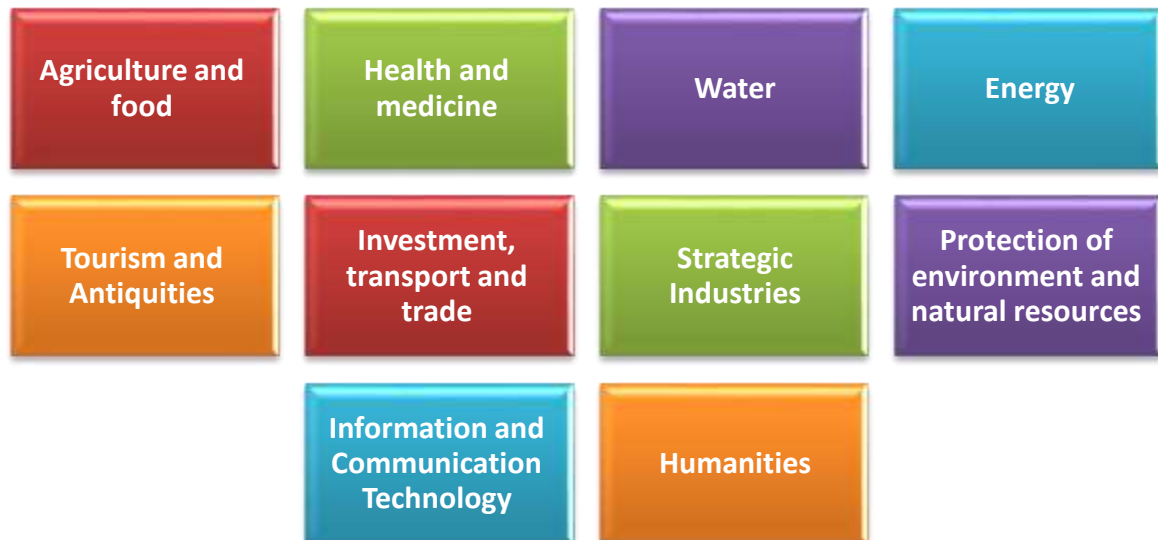 Agriculture and
food
Health and
medicine
Water
Energy
Tourism and
Antiquities
Investment,
transport and
trade
Strategic
Industries
Protection of
environment and
natural resources
Information and
Communication
Technology
Humanities